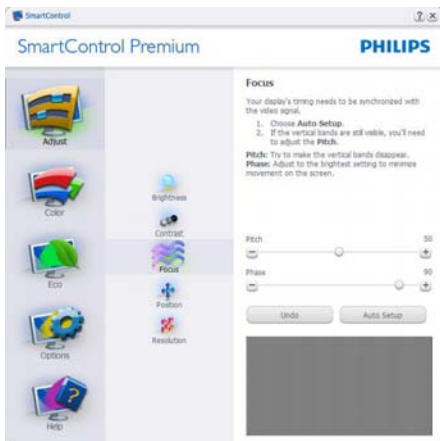 SmartControl
? x
SmartControl Premium
PHILIPS
Adjust
Color
Eco
Options
Help
Brightness
Contrast
Focus
Position
Resolution
Focus
Your display's timing needs to be synchronized with
the video signal.
1. Choose Auto Setup.
2. If the vertical bands are still visible, you'll need
to adjust the Pitch.
Pitch: Try to make the vertical bands disappear.
Phase: Adjust to the brightest setting to minimize
movement on the screen.
Pitch 50
Phase 90
Undo Auto Setup